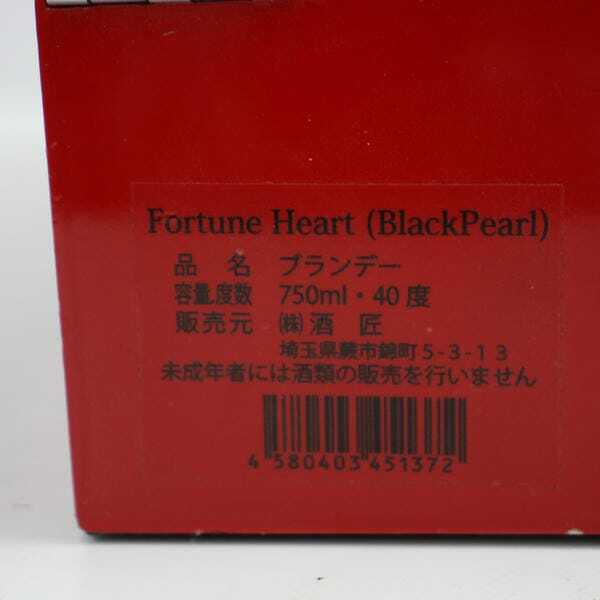 Fortune Heart (BlackPearl)
品 名 ブランデー
容量度数 750ml・40度
販売元 ㈱酒 匠
埼玉県蕨市錦町5-3-13
未成年者には酒類の販売を行いません
4 580403 451372